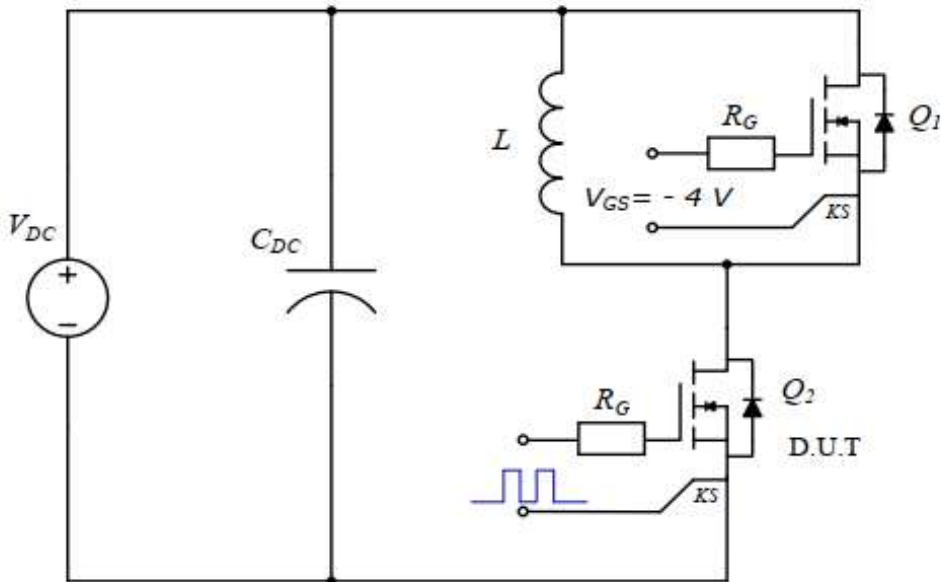 R_G
Q_1
L
V_GS= - 4 V
KS
V_DC
C_DC
+
−
R_G
Q_2
D.U.T
KS